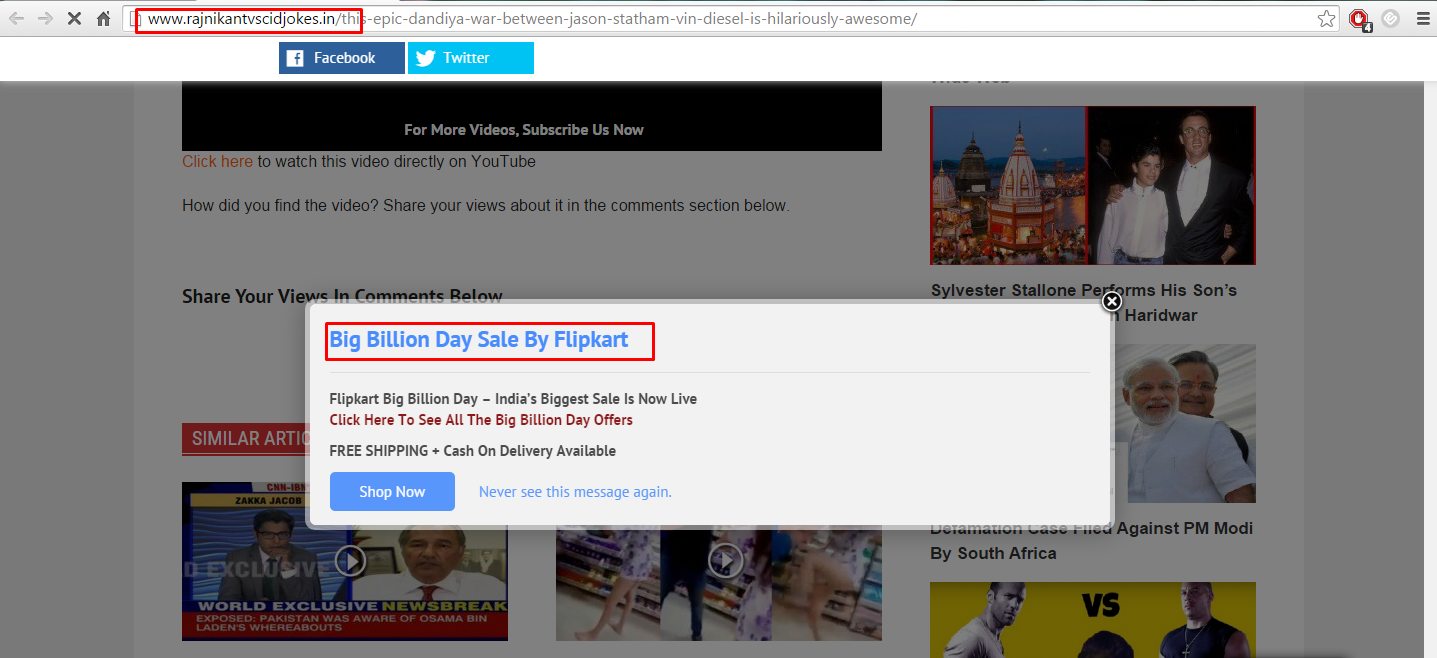 www.rajnikantvscidjokes.in/this-epic-dandiya-war-between-jason-statham-vin-diesel-is-hilariously-awesome/
4
Facebook
Twitter
For More Videos, Subscribe Us Now
Click here to watch this video directly on YouTube
How did you find the video? Share your views about it in the comments section below.
Share Your Views In Comments Below
Big Billion Day Sale By Flipkart
Flipkart Big Billion Day – India's Biggest Sale Is Now Live
Click Here To See All The Big Billion Day Offers
FREE SHIPPING + Cash On Delivery Available
Shop Now
Never see this message again.
SIMILAR ARTIC
CNN-IBN
ZAKKA JACOB
D EXCLUSIVE
WORLD EXCLUSIVE NEWSBREAK
EXPOSED: PAKISTAN WAS AWARE OF OSAMA BIN
LADEN'S WHEREABOUTS
Sylvester Stallone Performs His Son's
Haridwar
Defamation Case Filed Against PM Modi
By South Africa
VS